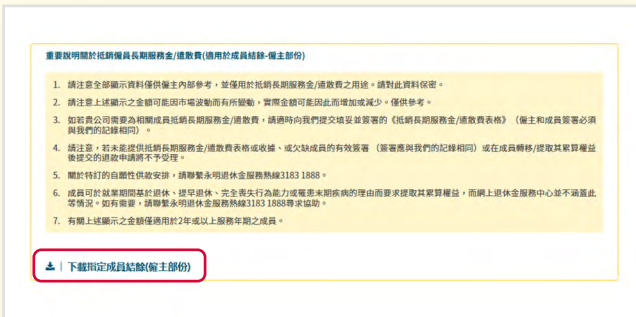 重要說明關於抵銷僱員長期服務金/遣散費(適用於成員結餘-僱主部份)
1. 請注意全部顯示資料僅供僱主內部參考，並僅用於抵銷長期服務金/遣散費之用途。請對此資料保密。
2. 請注意上述顯示之金額可能因市場波動而有所變動，實際金額可能因此而增加或減少。僅供參考。
3. 如若貴公司需要為相關成員抵銷長期服務金/遣散費，請適時向我們提交填妥並簽署的《抵銷長期服務金/遣散費表格》（僱主和成員簽署必須
與我們的記錄相同）。
4. 請注意，若未能提供抵銷長期服務金/遣散費表格或收據、或欠缺成員的有效簽署 （簽署應與我們的記錄相同）或在成員轉移/提取其累算權益
後提交的退款申請將不予受理。
5. 關於特訂的自願性供款安排，請聯繫永明退休金服務熱線3183 1888。
6. 成員可於就業期間基於退休、提早退休、完全喪失行為能力或罹患末期疾病的理由而要求提取其累算權益，而網上退休金服務中心並不涵蓋此
等情況。如有需要，請聯繫永明退休金服務熱線3183 1888尋求協助。
7. 有關上述顯示之金額僅適用於2年或以上服務年期之成員。
| 下載指定成員結餘(僱主部份)